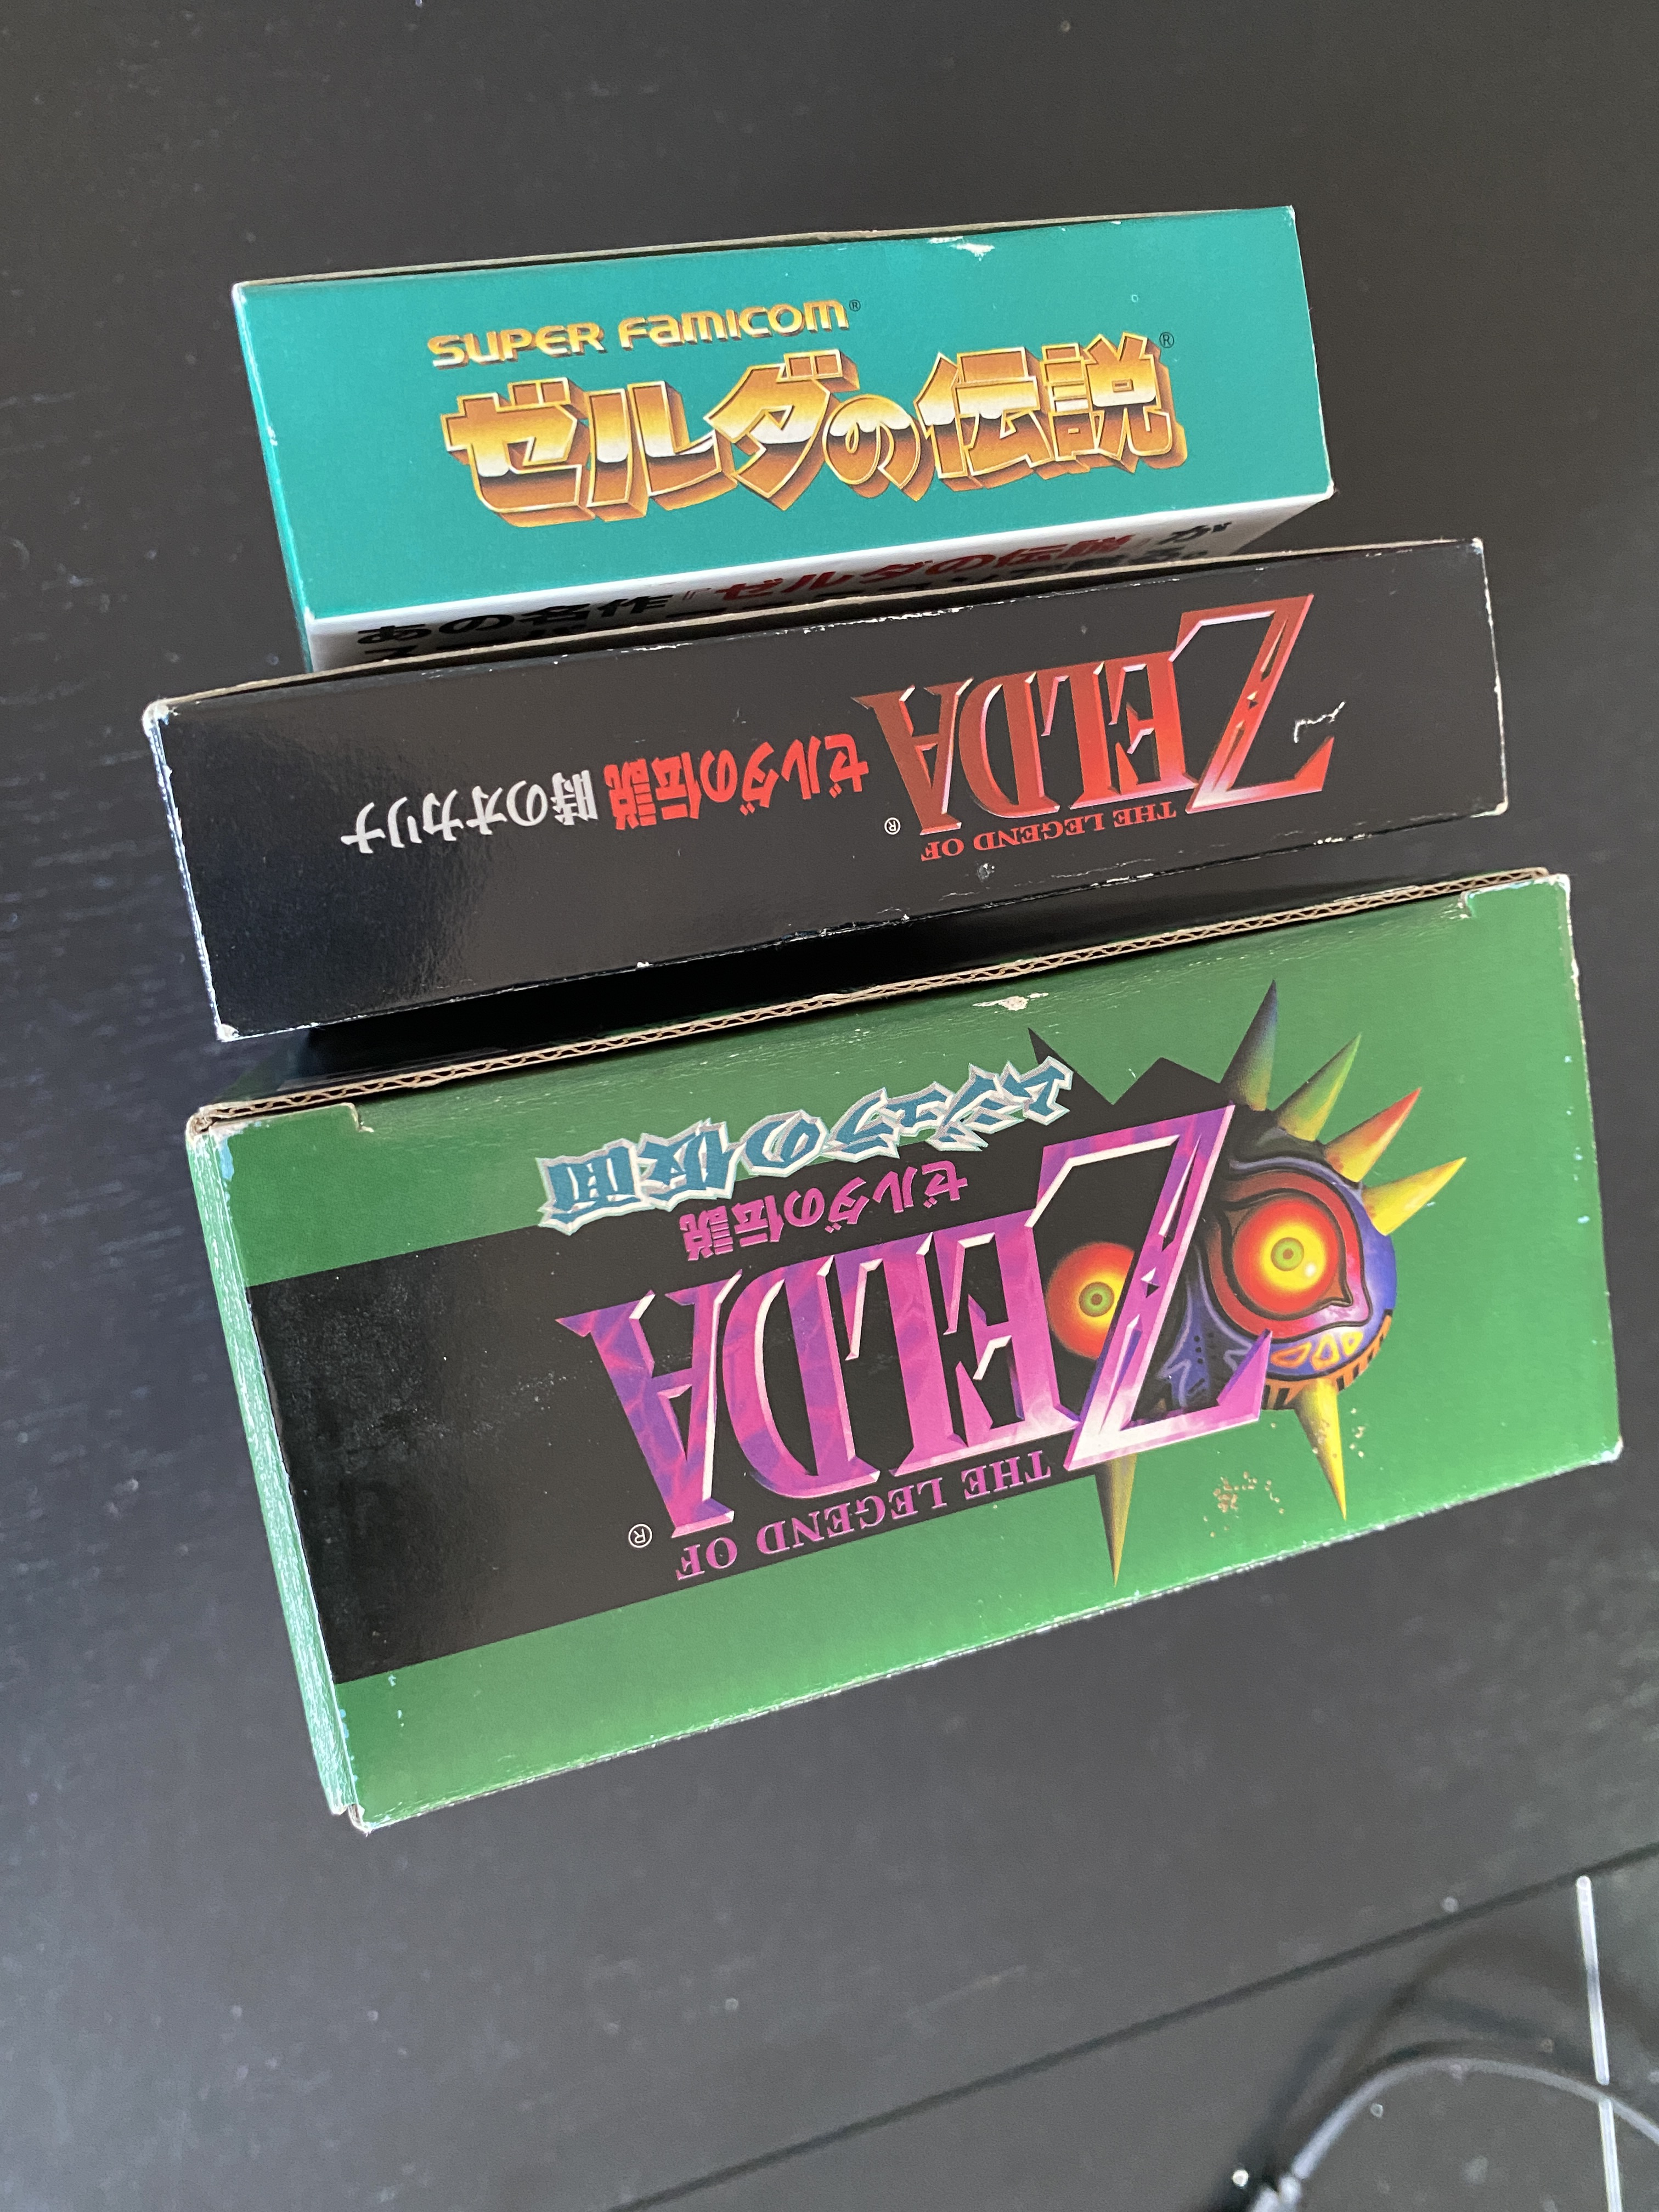 SUPER FAMICOM®
ゼルダの伝説®
あの名作『ゼルダの伝説』が
THE LEGEND OF
ZELDA®
ゼルダの伝説 時のオカリナ
THE LEGEND OF
ZELDA®
ゼルダの伝説
ムジュラの仮面